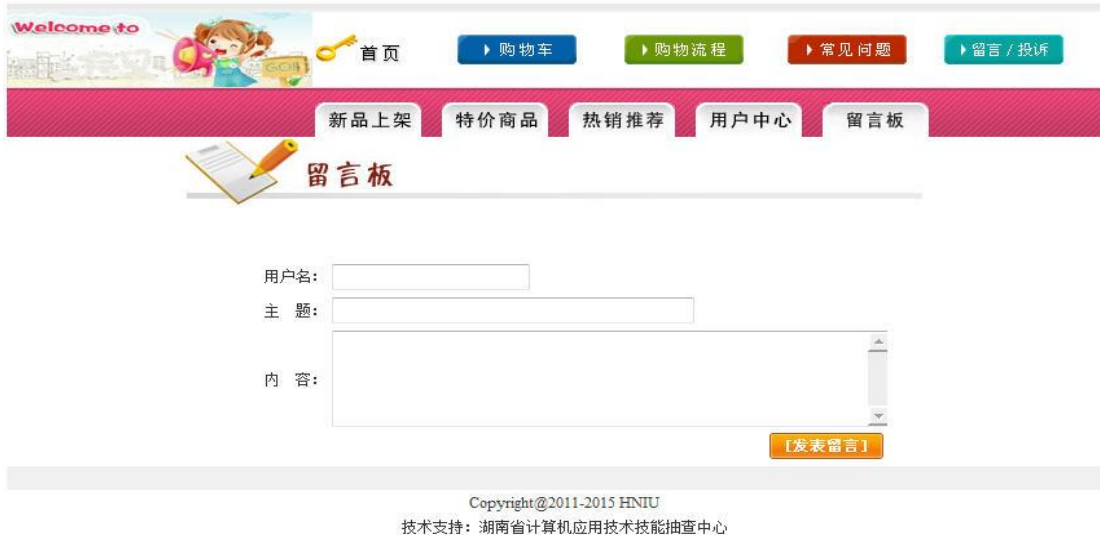 Welcome to
GO!
首页
购物车
购物流程
常见问题
留言/投诉
新品上架
特价商品
热销推荐
用户中心
留言板
留言板
用户名:
主 题:
内 容:
[发表留言]
Copyright@2011-2015 HNIU
技术支持: 湖南省计算机应用技术技能抽查中心